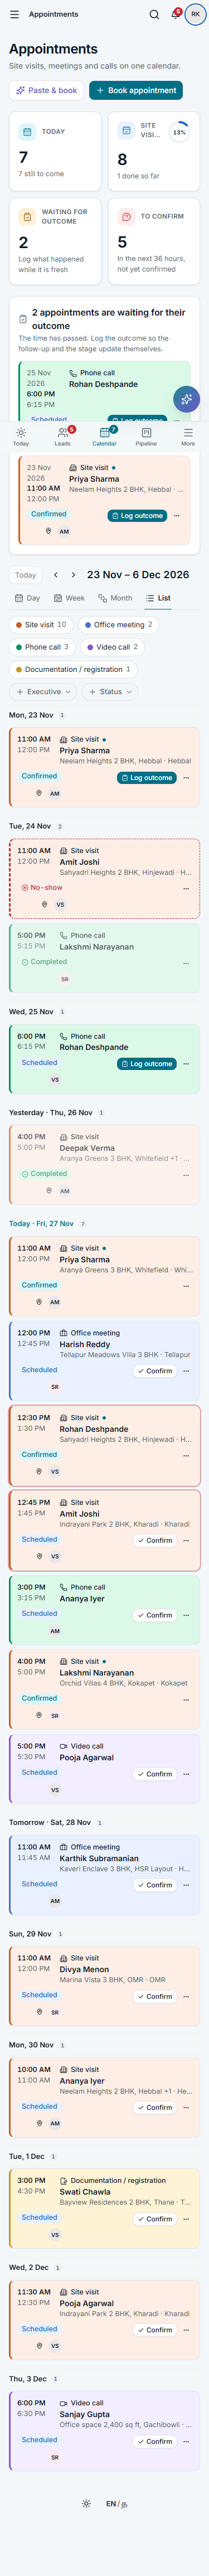 Appointments
5
RK
Appointments
Site visits, meetings and calls on one calendar.
Paste & book
Book appointment
TODAY
7
7 still to come
SITE VISI...
13%
8
1 done so far
WAITING FOR OUTCOME
2
Log what happened while it is fresh
TO CONFIRM
5
In the next 36 hours, not yet confirmed
2 appointments are waiting for their outcome
The time has passed. Log the outcome so the follow-up and the stage update themselves.
25 Nov 2026
6:00 PM
6:15 PM
Phone call
Rohan Deshpande
Scheduled
Log outcome
Today
Leads
5
Calendar
7
Pipeline
More
23 Nov 2026
11:00 AM
12:00 PM
Site visit
Priya Sharma
Neelam Heights 2 BHK, Hebbal · ...
Confirmed
Log outcome
AM
Today
23 Nov – 6 Dec 2026
Day
Week
Month
List
Site visit 10
Office meeting 2
Phone call 3
Video call 2
Documentation / registration 1
Executive
Status
Mon, 23 Nov 1
11:00 AM
12:00 PM
Site visit
Priya Sharma
Neelam Heights 2 BHK, Hebbal · Hebbal
Confirmed
Log outcome
AM
Tue, 24 Nov 2
11:00 AM
12:00 PM
Site visit
Amit Joshi
Sahyadri Heights 2 BHK, Hinjewadi · H...
No-show
VS
5:00 PM
5:15 PM
Phone call
Lakshmi Narayanan
Completed
SR
Wed, 25 Nov 1
6:00 PM
6:15 PM
Phone call
Rohan Deshpande
Scheduled
Log outcome
VS
Yesterday · Thu, 26 Nov 1
4:00 PM
5:00 PM
Site visit
Deepak Verma
Aranya Greens 3 BHK, Whitefield +1 · ...
Completed
AM
Today · Fri, 27 Nov 7
11:00 AM
12:00 PM
Site visit
Priya Sharma
Aranya Greens 3 BHK, Whitefield · Whi...
Confirmed
AM
12:00 PM
12:45 PM
Office meeting
Harish Reddy
Tellapur Meadows Villa 3 BHK · Tellapur
Scheduled
Confirm
SR
12:30 PM
1:30 PM
Site visit
Rohan Deshpande
Sahyadri Heights 2 BHK, Hinjewadi · H...
Confirmed
VS
12:45 PM
1:45 PM
Site visit
Amit Joshi
Indrayani Park 2 BHK, Kharadi · Kharadi
Scheduled
Confirm
VS
3:00 PM
3:15 PM
Phone call
Ananya Iyer
Scheduled
Confirm
AM
4:00 PM
5:00 PM
Site visit
Lakshmi Narayanan
Orchid Villas 4 BHK, Kokapet · Kokapet
Confirmed
SR
5:00 PM
5:30 PM
Video call
Pooja Agarwal
Scheduled
Confirm
VS
Tomorrow · Sat, 28 Nov 1
11:00 AM
11:45 AM
Office meeting
Karthik Subramanian
Kaveri Enclave 3 BHK, HSR Layout · H...
Scheduled
Confirm
AM
Sun, 29 Nov 1
11:00 AM
12:00 PM
Site visit
Divya Menon
Marina Vista 3 BHK, OMR · OMR
Scheduled
Confirm
SR
Mon, 30 Nov 1
10:00 AM
11:00 AM
Site visit
Ananya Iyer
Neelam Heights 2 BHK, Hebbal +1 · He...
Scheduled
Confirm
AM
Tue, 1 Dec 1
3:00 PM
4:30 PM
Documentation / registration
Swati Chawla
Bayview Residences 2 BHK, Thane · T...
Scheduled
Confirm
VS
Wed, 2 Dec 1
11:30 AM
12:30 PM
Site visit
Pooja Agarwal
Indrayani Park 2 BHK, Kharadi · Kharadi
Scheduled
Confirm
VS
Thu, 3 Dec 1
6:00 PM
6:30 PM
Video call
Sanjay Gupta
Office space 2,400 sq ft, Gachibowli · ...
Scheduled
Confirm
SR
EN / த